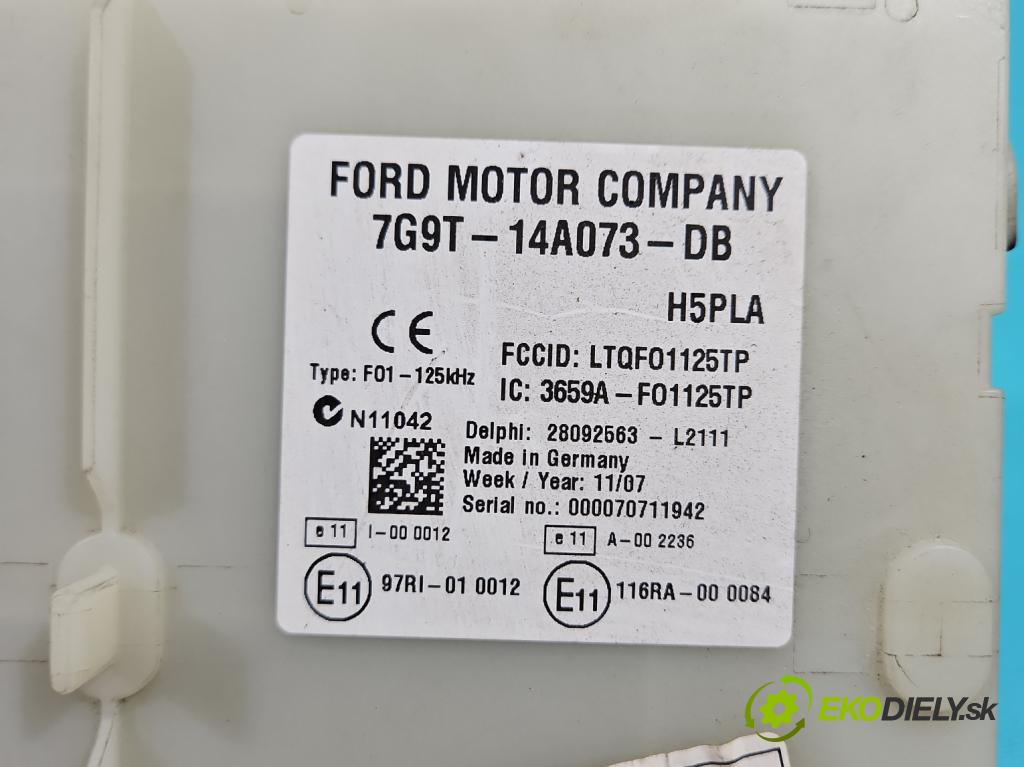 FORD MOTOR COMPANY
7G9T-14A073-DB
H5PLA
CE
FCCID: LTQFO1125TP
Type: FO1-125kHz
IC: 3659A-FO1125TP
N11042
Delphi: 28092563 - L2111
Made in Germany
Week / Year: 11/07
Serial no.: 000070711942
e 11 I-00 0012
e 11 A-00 2236
E11 97RI-01 0012
E11 116RA-00 0084
EKODIELY.sk